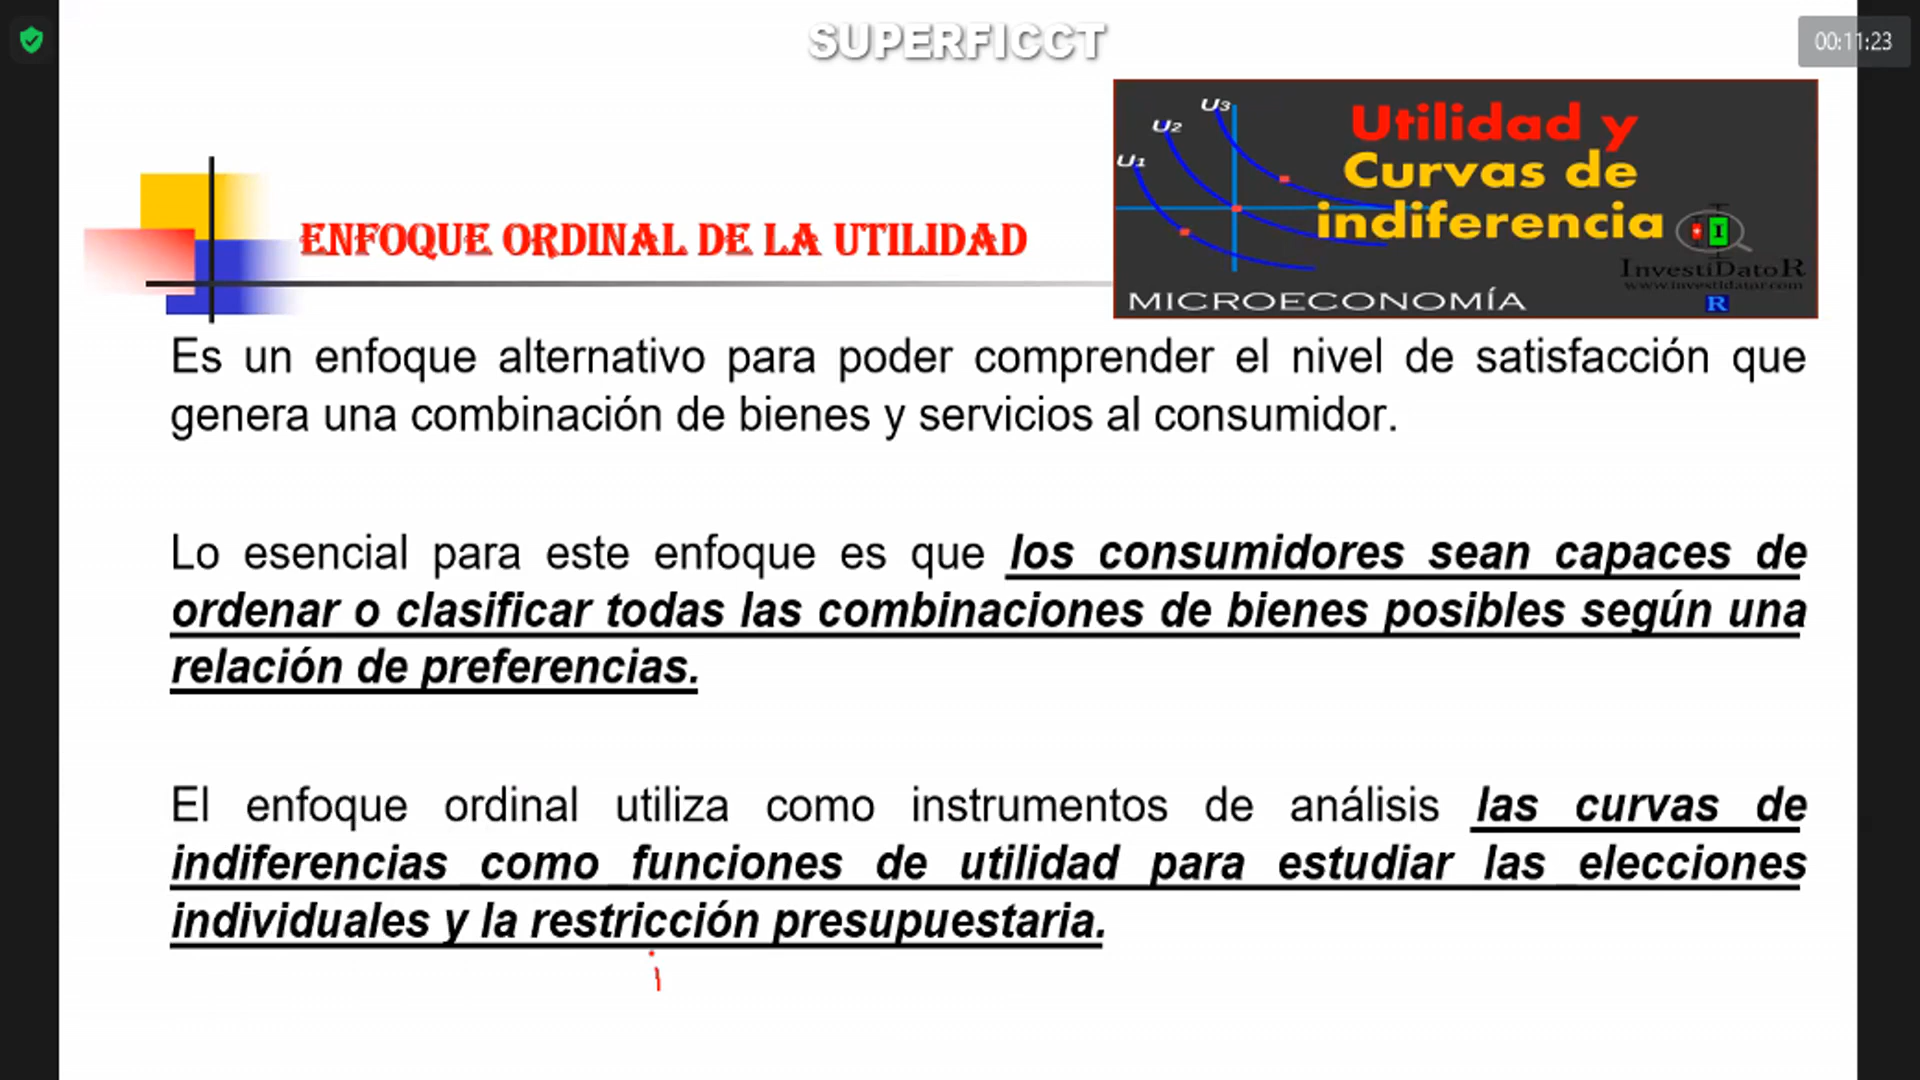 SUPERFICCT
00:11:23
U3
U2
U1
Utilidad y
Curvas de
indiferencia
I
InvestiDatoR
www.investidator.com
R
MICROECONOMÍA
ENFOQUE ORDINAL DE LA UTILIDAD
Es un enfoque alternativo para poder comprender el nivel de satisfacción que
genera una combinación de bienes y servicios al consumidor.
Lo esencial para este enfoque es que los consumidores sean capaces de
ordenar o clasificar todas las combinaciones de bienes posibles según una
relación de preferencias.
El enfoque ordinal utiliza como instrumentos de análisis las curvas de
indiferencias como funciones de utilidad para estudiar las elecciones
individuales y la restricción presupuestaria.